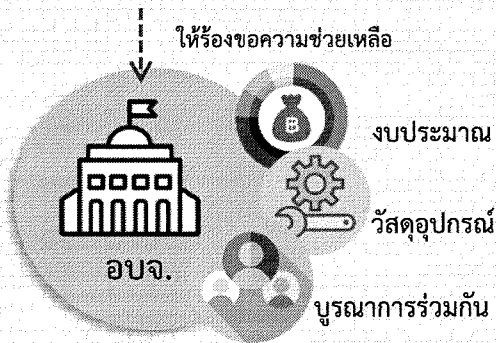 ให้ร้องขอความช่วยเหลือ
งบประมาณ
วัสดุอุปกรณ์
อบจ.
บูรณาการร่วมกัน